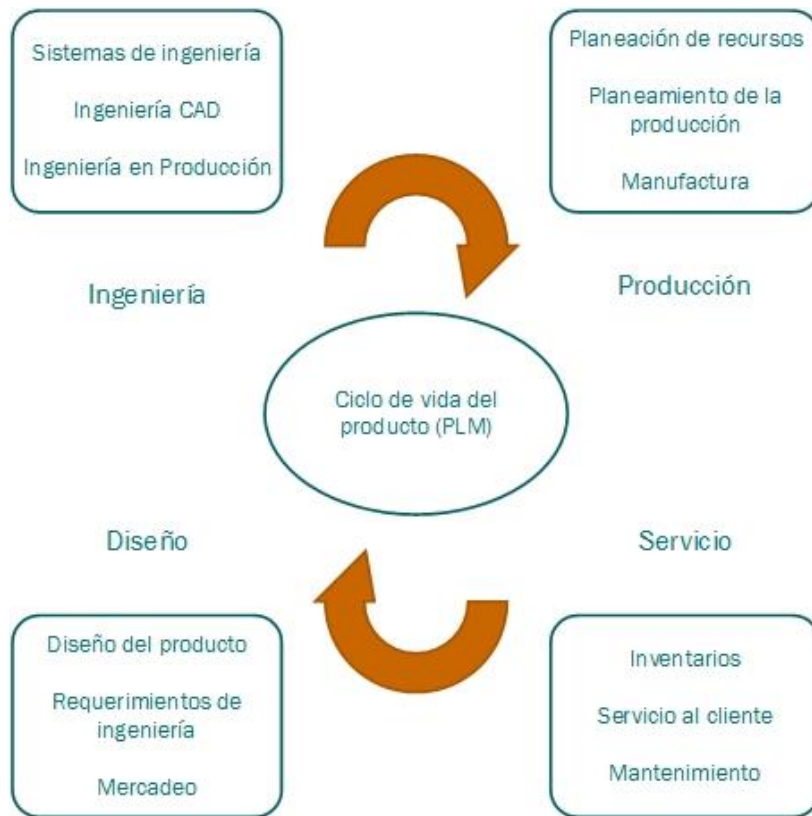 Sistemas de ingeniería
Ingeniería CAD
Ingeniería en Producción
Ingeniería
Planeación de recursos
Planeamiento de la
producción
Manufactura
Producción
Ciclo de vida del
producto (PLM)
Diseño
Diseño del producto
Requerimientos de
ingeniería
Mercadeo
Servicio
Inventarios
Servicio al cliente
Mantenimiento